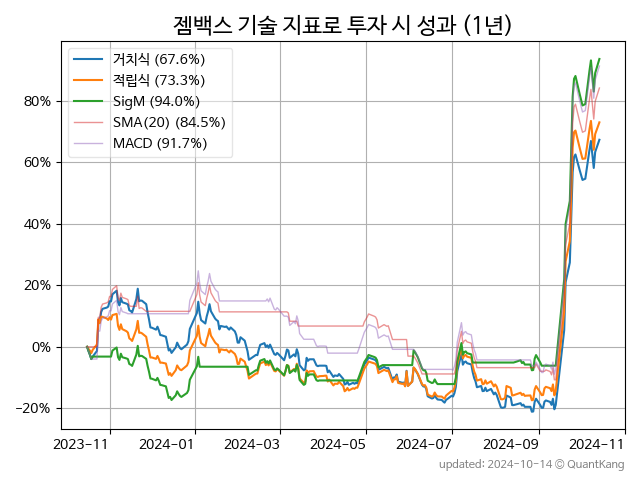 젬백스 기술 지표로 투자 시 성과 (1년)
거치식 (67.6%)
적립식 (73.3%)
SigM (94.0%)
SMA(20) (84.5%)
MACD (91.7%)
80%
60%
40%
20%
0%
−20%
2023-11 2024-01 2024-03 2024-05 2024-07 2024-09 2024-11
updated: 2024-10-14 @ QuantKang